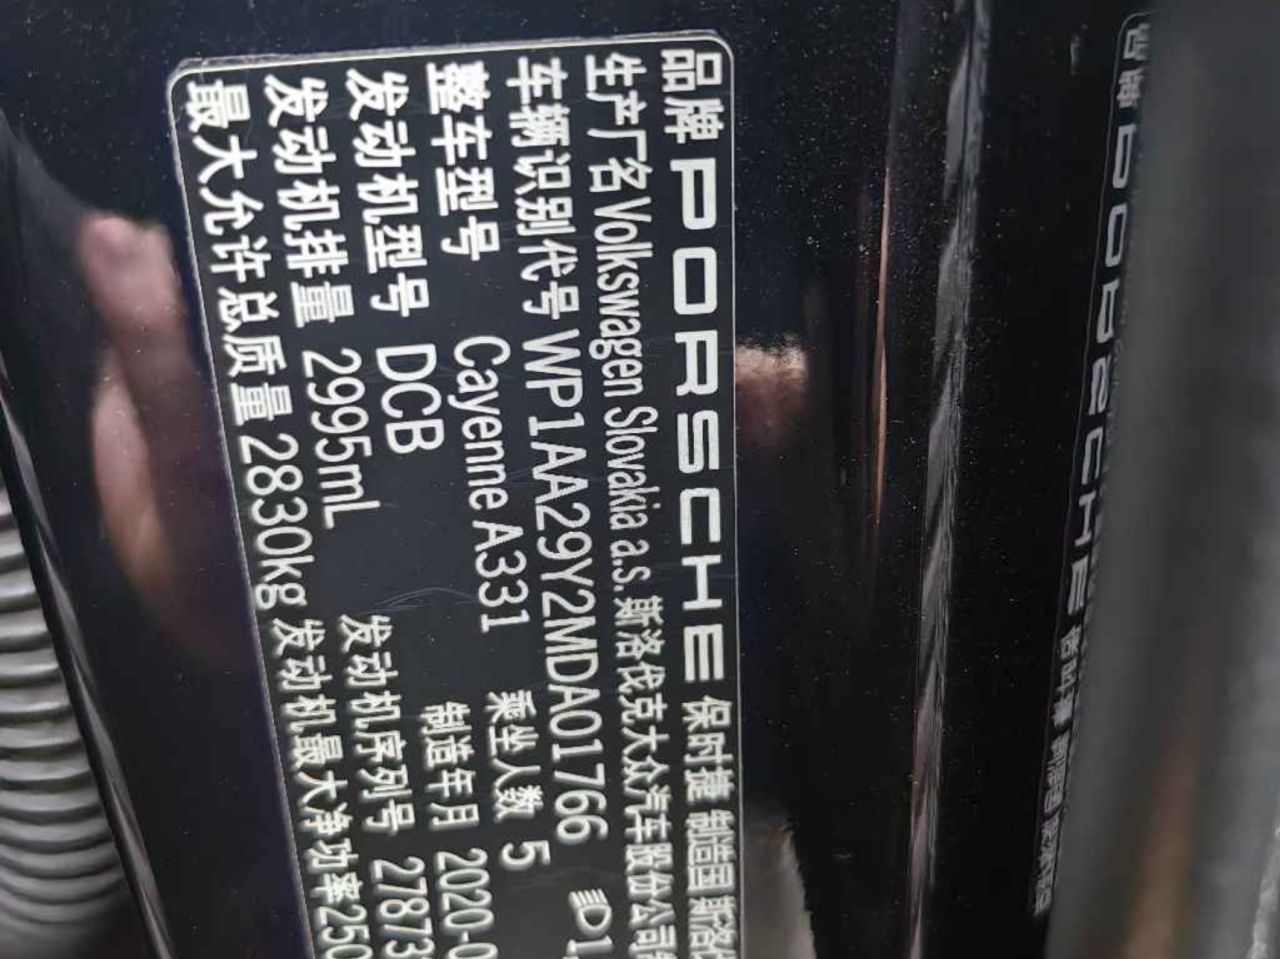 品牌 PORSCHE 保时捷 制造国 斯洛
生产厂名 Volkswagen Slovakia a.s. 斯洛伐克大众汽车股份公司
车辆识别代号 WP1AA29Y2MDA01766
整车型号 Cayenne A331 乘坐人数 5
发动机型号 DCB 制造年月 2020-0
发动机排量 2995mL 发动机序列号 27873
最大允许总质量 2830kg 发动机最大净功率250